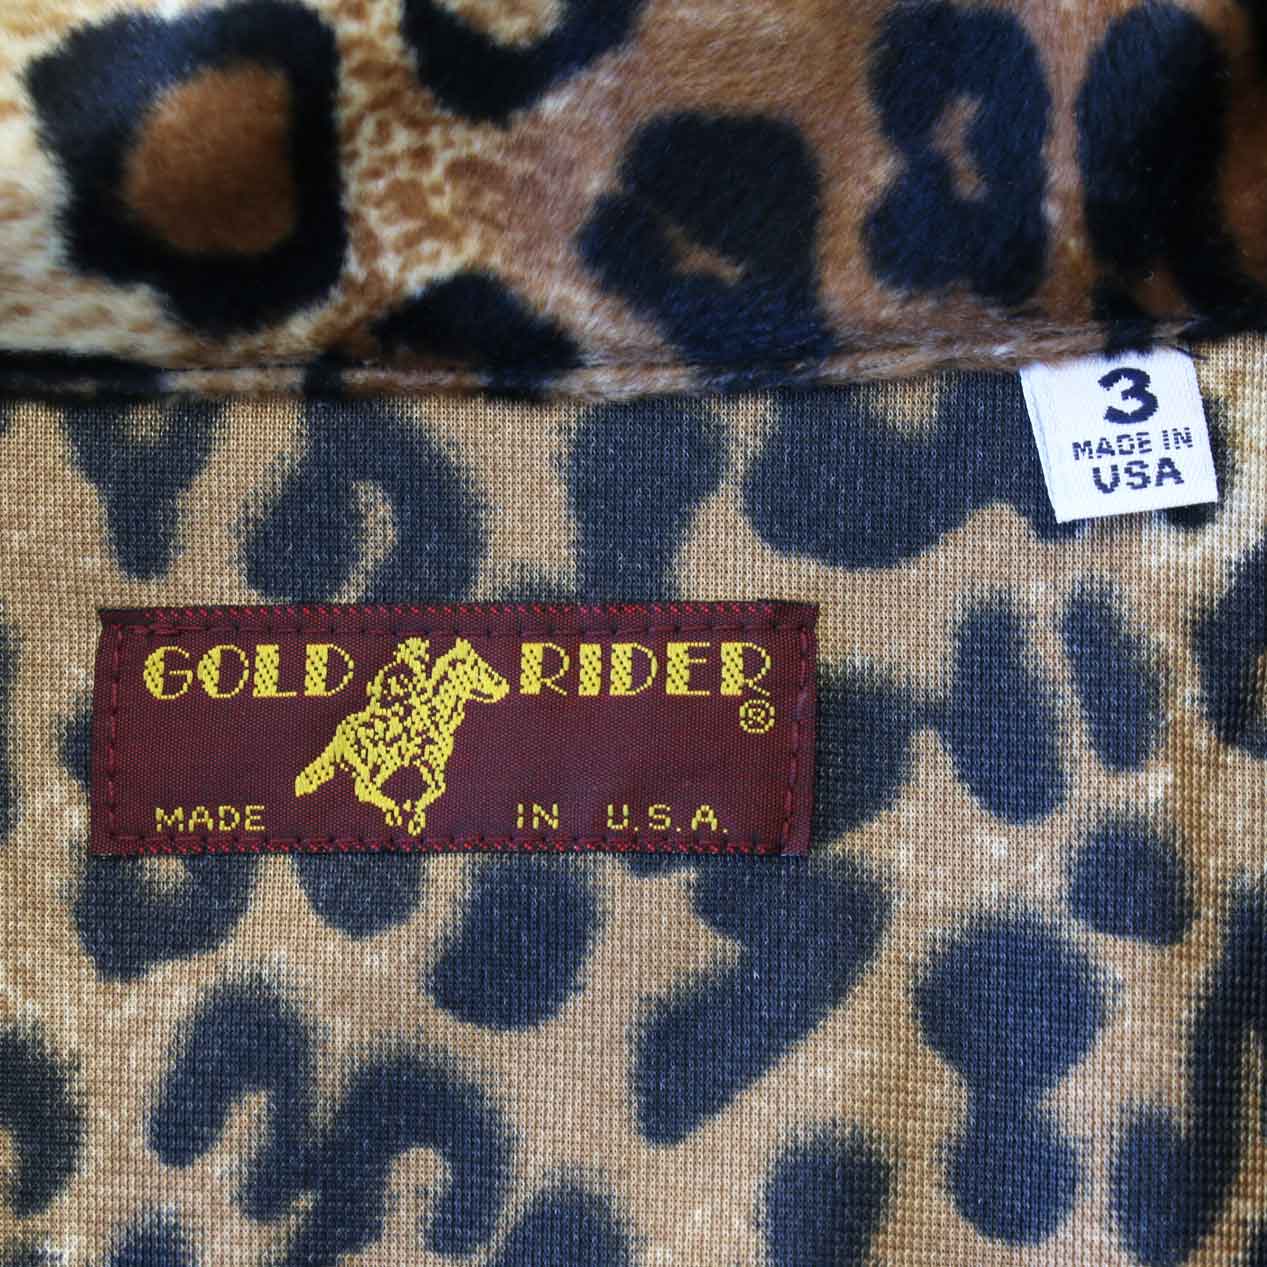 3
MADE IN
USA
GOLD RIDER®
MADE IN U.S.A.